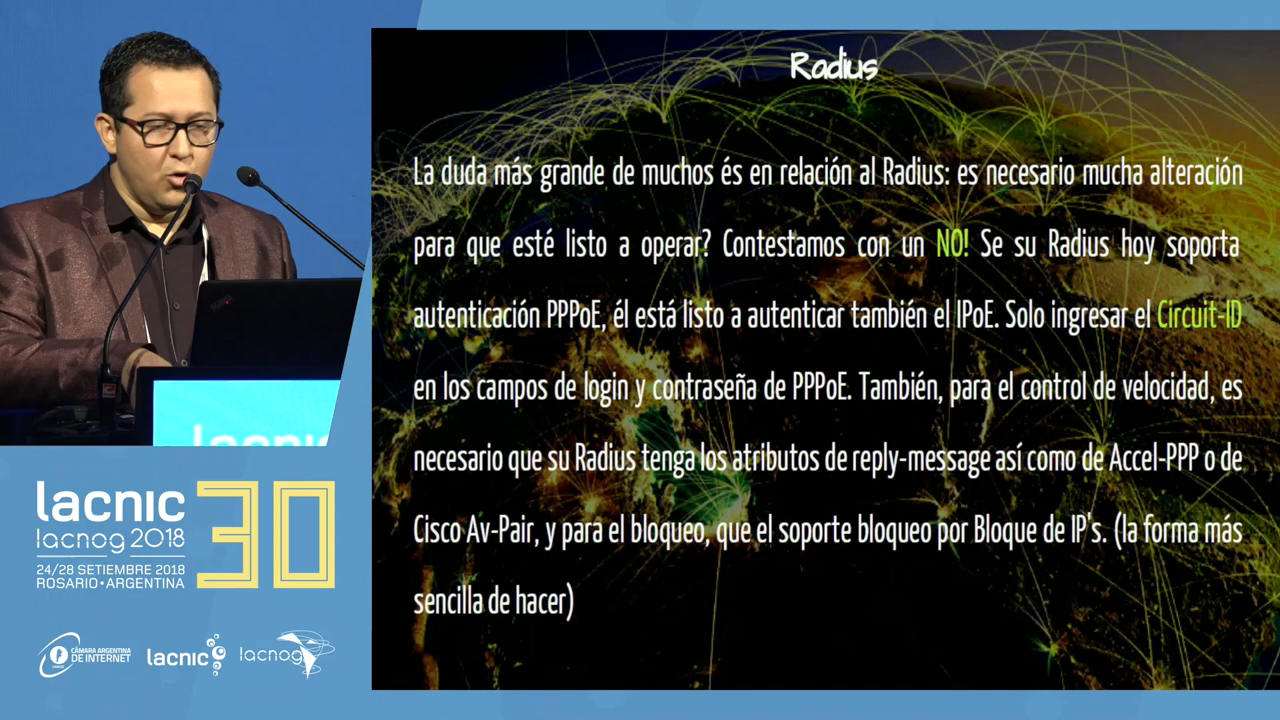 Radius
La duda más grande de muchos és en relación al Radius: es necesario mucha alteración
para que esté listo a operar? Contestamos con un NO! Se su Radius hoy soporta
autenticación PPPoE, él está listo a autenticar también el IPoE. Solo ingresar el Circuit-ID
en los campos de login y contraseña de PPPoE. También, para el control de velocidad, es
necesario que su Radius tenga los atributos de reply-message así como de Accel-PPP o de
Cisco Av-Pair, y para el bloqueo, que el soporte bloqueo por Bloque de IP's. (la forma más
sencilla de hacer)
lacnic
lacnic 30
lacnog 2018
24/28 SETIEMBRE 2018
ROSARIO•ARGENTINA
CÁMARA ARGENTINA
DE INTERNET
lacnic
lacnog